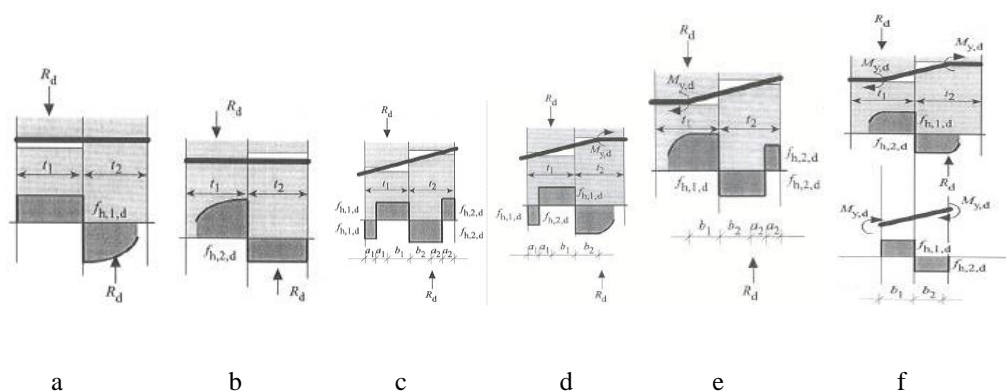 R_d
t_1 t_2
f_h,1,d
R_d
R_d
t_1 t_2
f_h,2,d
R_d
R_d
t_1 t_2
f_h,1,d f_h,2,d
f_h,1,d f_h,2,d
a_1 a_1 b_1 b_2 a_2 a_2
R_d
R_d
M_y,d
t_1 t_2
f_h,1,d
f_h,1,d f_h,2,d
a_1 a_1 b_1 b_2
R_d
R_d
M_y,d
t_1 t_2
f_h,1,d f_h,2,d
b_1 b_2 a_2 a_2
R_d
R_d M_y,d
M_y,d
t_1 t_2
f_h,1,d
f_h,2,d
R_d
M_y,d M_y,d
f_h,1,d
f_h,2,d
b_1 b_2
a b c d e f